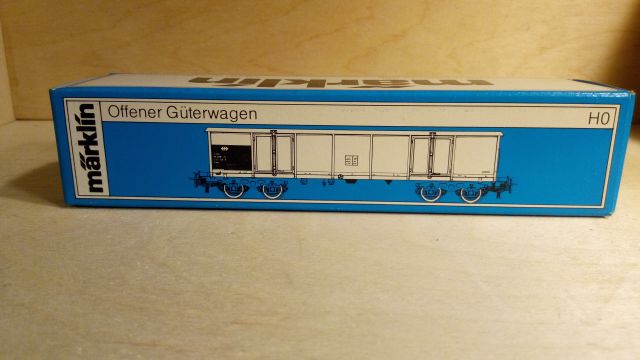 märklin
märklin
Offener Güterwagen
H0